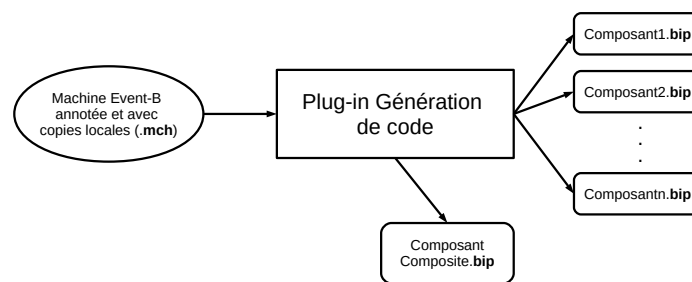 Machine Event-B
annotée et avec
copies locales (.mch)
Plug-in Génération
de code
Composant1.bip
Composant2.bip
.
.
.
Composantn.bip
Composant
Composite.bip